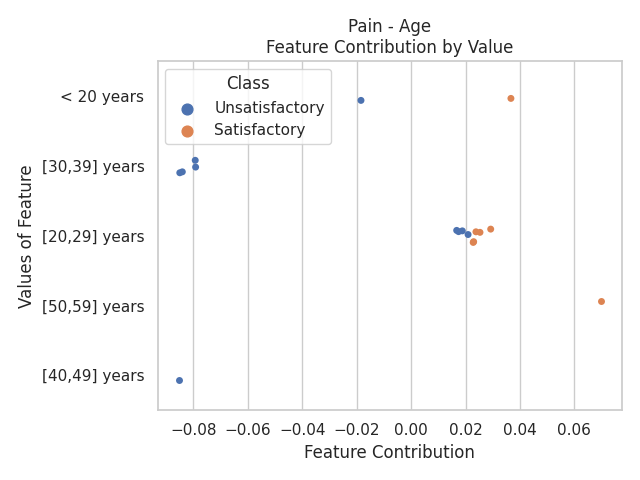 Pain - Age
Feature Contribution by Value
Class
Unsatisfactory
Satisfactory
Values of Feature
< 20 years
[30,39] years
[20,29] years
[50,59] years
[40,49] years
−0.08 −0.06 −0.04 −0.02 0.00 0.02 0.04 0.06
Feature Contribution